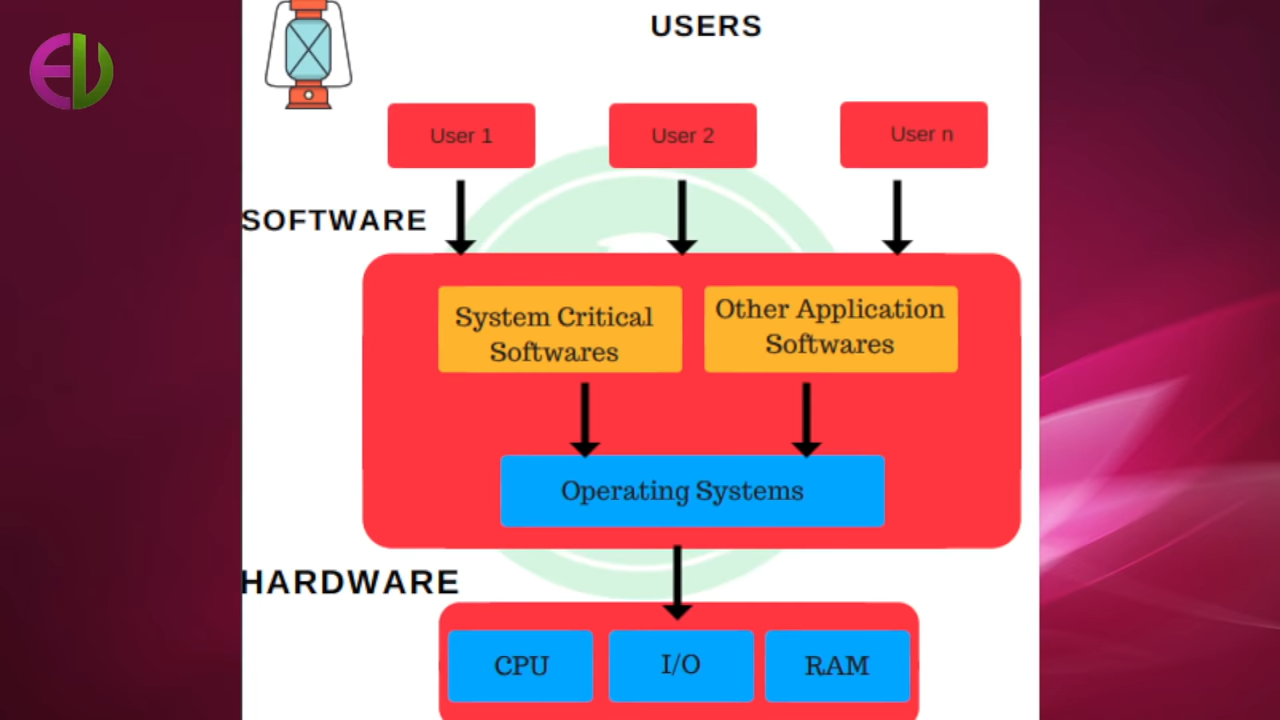 USERS
User 1
User 2
User n
SOFTWARE
System Critical
Softwares
Other Application
Softwares
Operating Systems
HARDWARE
CPU
I/O
RAM